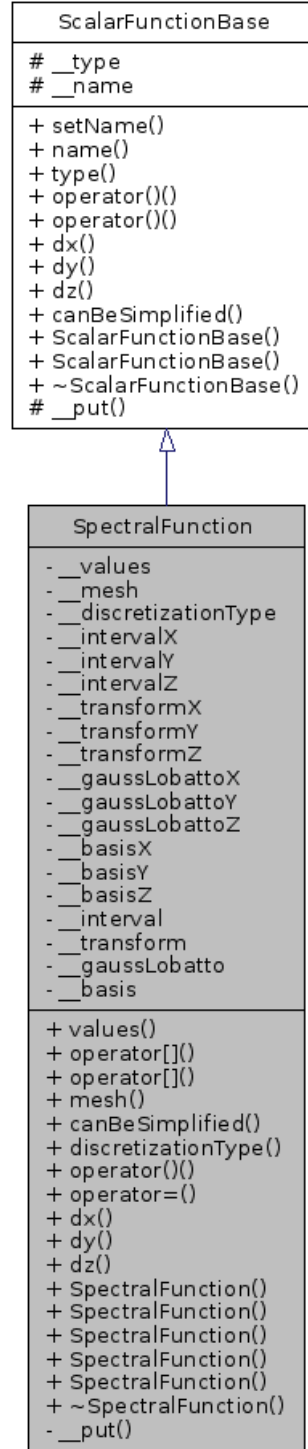 ScalarFunctionBase
# __type
# __name
+ setName()
+ name()
+ type()
+ operator()()
+ operator()()
+ dx()
+ dy()
+ dz()
+ canBeSimplified()
+ ScalarFunctionBase()
+ ScalarFunctionBase()
+ ~ScalarFunctionBase()
# __put()
SpectralFunction
- __values
- __mesh
- __discretizationType
- __intervalX
- __intervalY
- __intervalZ
- __transformX
- __transformY
- __transformZ
- __gaussLobattoX
- __gaussLobattoY
- __gaussLobattoZ
- __basisX
- __basisY
- __basisZ
- __interval
- __transform
- __gaussLobatto
- __basis
+ values()
+ operator[]()
+ operator[]()
+ mesh()
+ canBeSimplified()
+ discretizationType()
+ operator()()
+ operator=()
+ dx()
+ dy()
+ dz()
+ SpectralFunction()
+ SpectralFunction()
+ SpectralFunction()
+ SpectralFunction()
+ SpectralFunction()
+ ~SpectralFunction()
- __put()